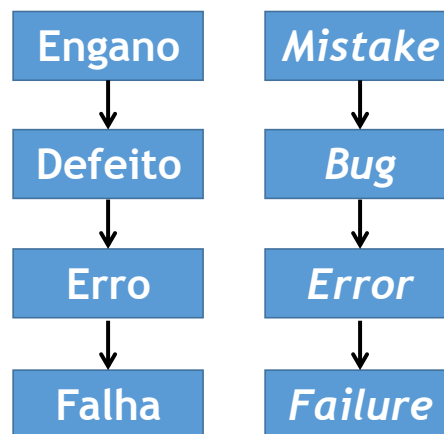 Engano
Defeito
Erro
Falha
Mistake
Bug
Error
Failure